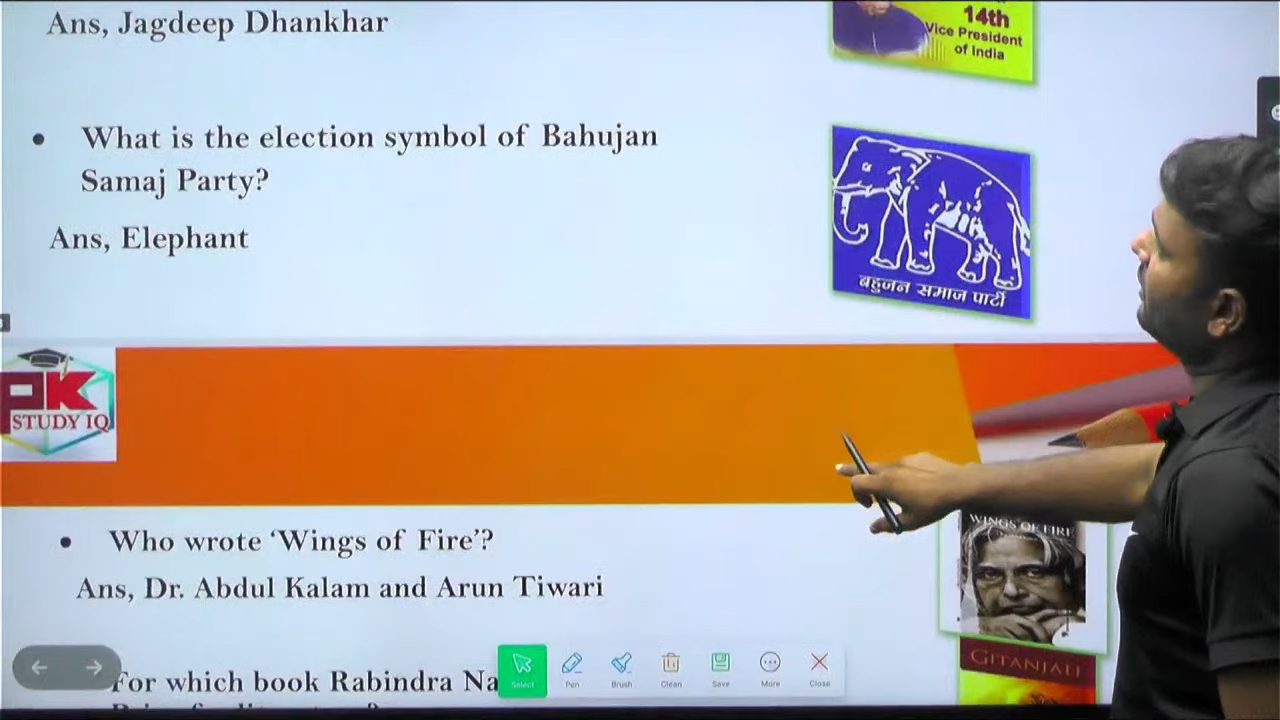 Ans, Jagdeep Dhankhar
14th
Vice President
of India
What is the election symbol of Bahujan
Samaj Party?
Ans, Elephant
बहुजन समाज पार्टी
PK
STUDY IQ
Who wrote ‘Wings of Fire’?
Ans, Dr. Abdul Kalam and Arun Tiwari
WINGS OF FIRE
GITANJALI
For which book Rabindra Na
Select
Pen
Brush
Clean
Save
More
Close